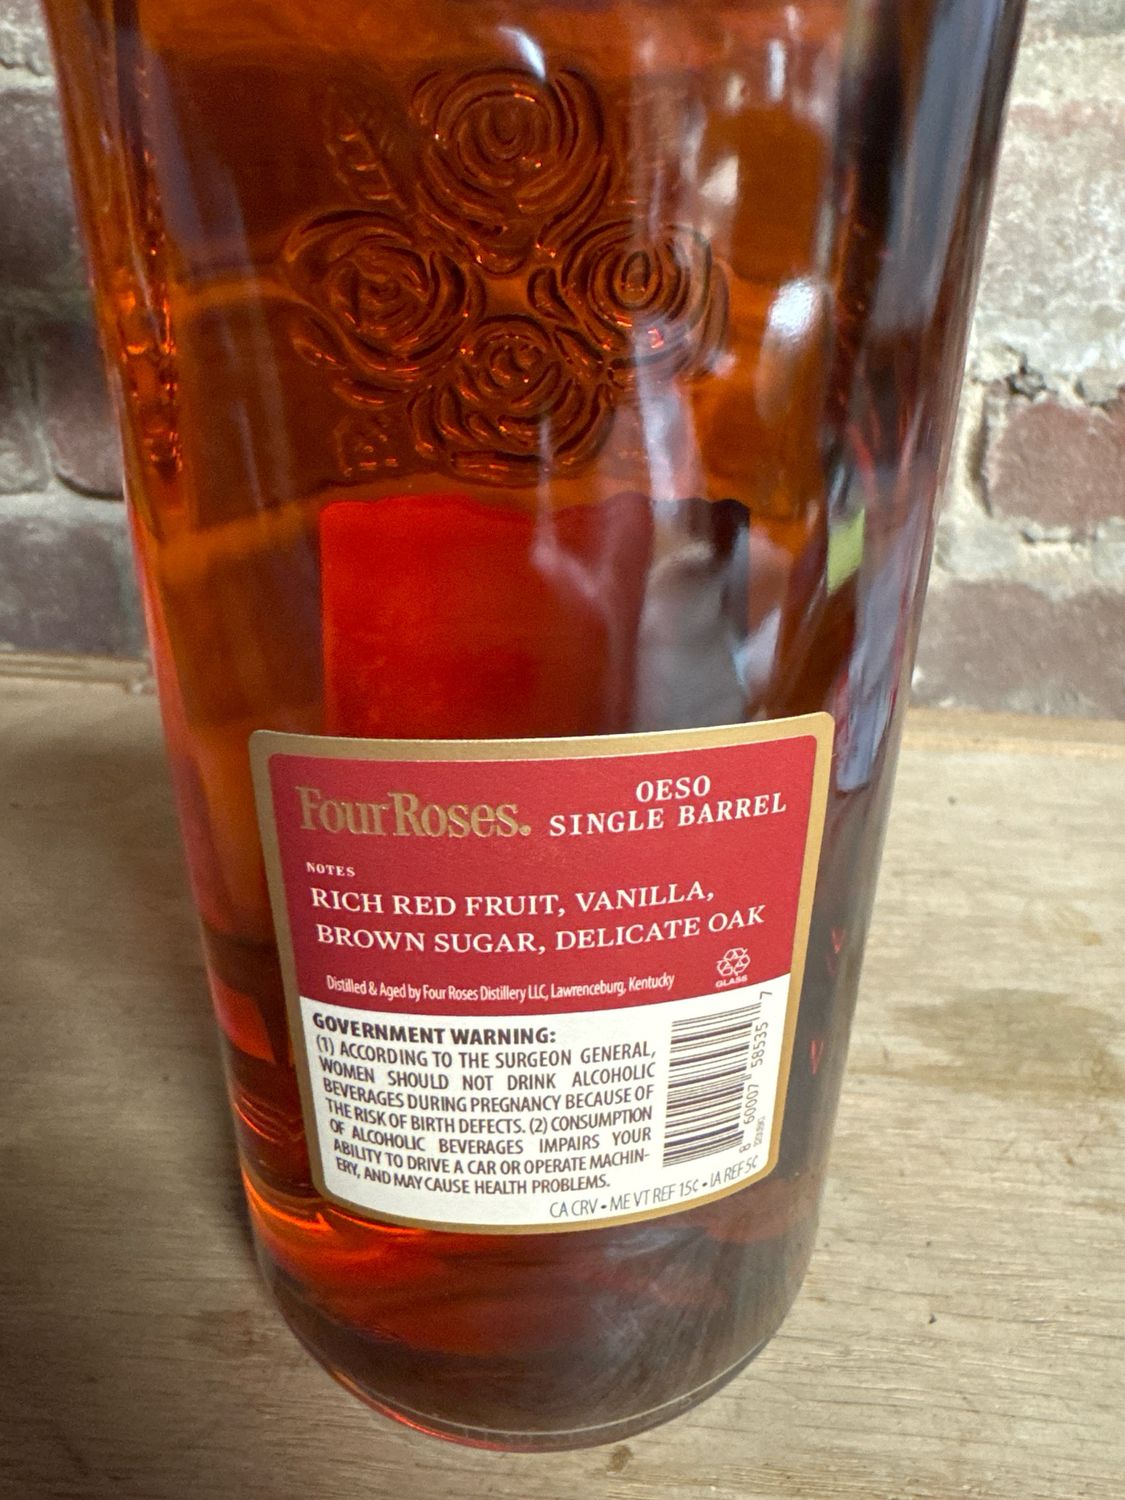 Four Roses.
OESO
SINGLE BARREL
NOTES
RICH RED FRUIT, VANILLA,
BROWN SUGAR, DELICATE OAK
GLASS
Distilled & Aged by Four Roses Distillery LLC, Lawrenceburg, Kentucky
GOVERNMENT WARNING:
(1) ACCORDING TO THE SURGEON GENERAL,
WOMEN SHOULD NOT DRINK ALCOHOLIC
BEVERAGES DURING PREGNANCY BECAUSE OF
THE RISK OF BIRTH DEFECTS. (2) CONSUMPTION
OF ALCOHOLIC BEVERAGES IMPAIRS YOUR
ABILITY TO DRIVE A CAR OR OPERATE MACHIN-
ERY, AND MAY CAUSE HEALTH PROBLEMS.
8 60007 58535 7
CA CRV • ME VT REF 15¢ • IA REF 5¢